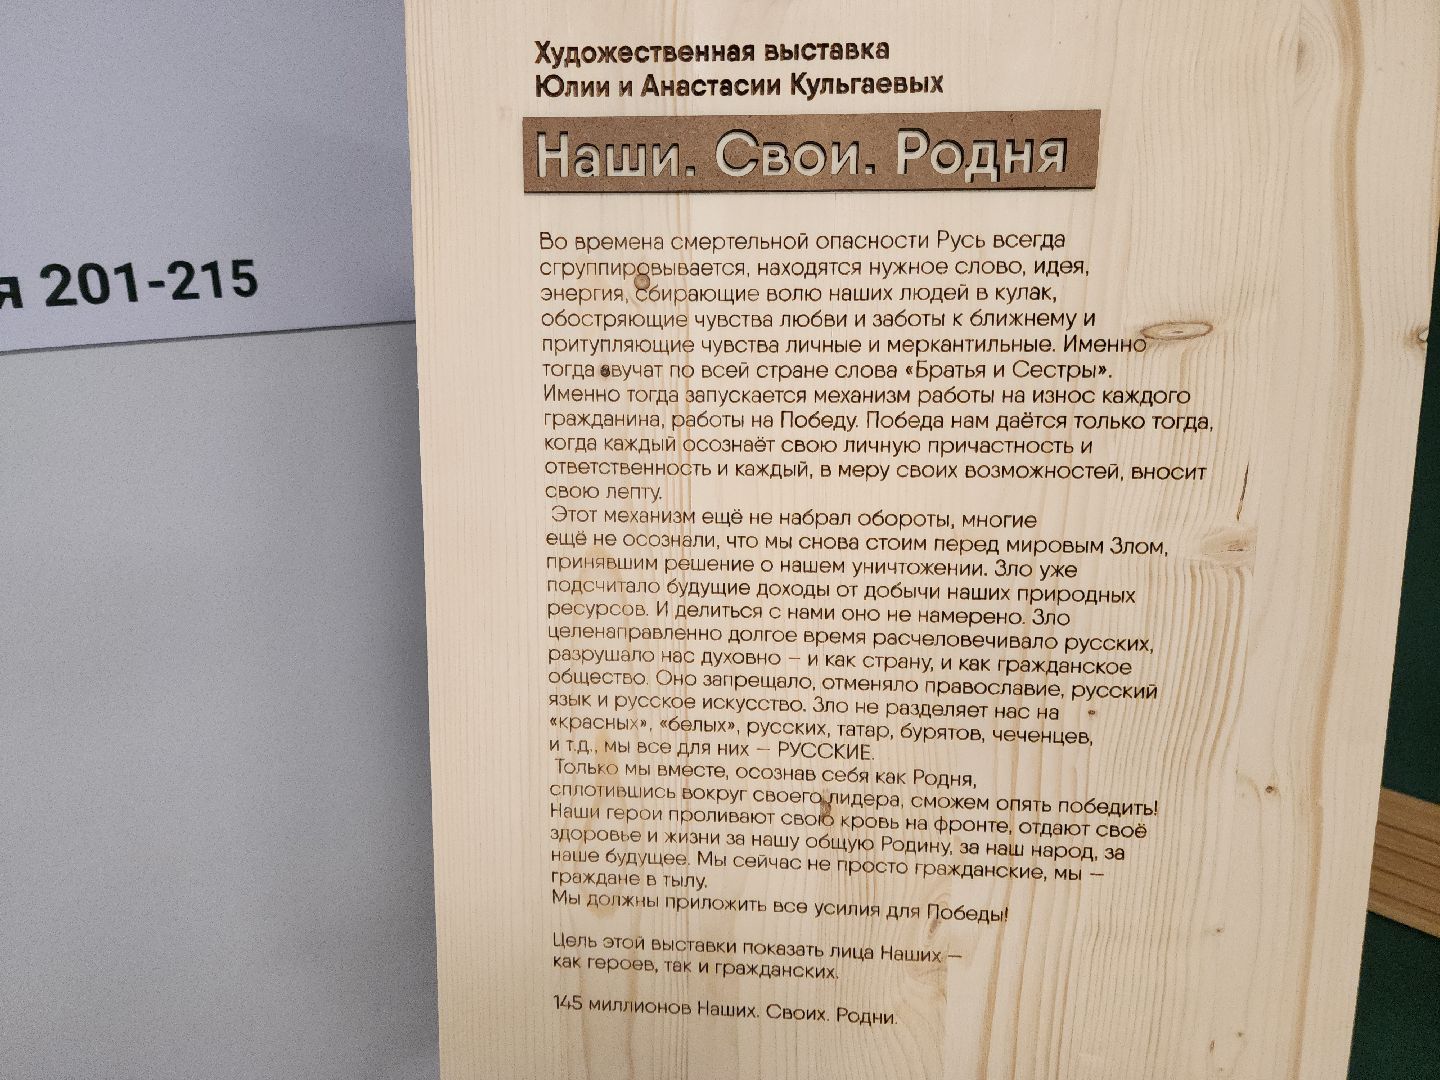 я 201-215
Художественная выставка
Юлии и Анастасии Кульгаевых
Наши. Свои. Родня
Во времена смертельной опасности Русь всегда
сгруппировывается, находятся нужное слово, идея,
энергия, сбирающие волю наших людей в кулак,
обостряющие чувства любви и заботы к ближнему и
притупляющие чувства личные и меркантильные. Именно
тогда звучат по всей стране слова «Братья и Сестры».
Именно тогда запускается механизм работы на износ каждого
гражданина, работы на Победу. Победа нам даётся только тогда,
когда каждый осознаёт свою личную причастность и
ответственность и каждый, в меру своих возможностей, вносит
свою лепту.
Этот механизм ещё не набрал обороты, многие
ещё не осознали, что мы снова стоим перед мировым Злом,
принявшим решение о нашем уничтожении. Зло уже
подсчитало будущие доходы от добычи наших природных
ресурсов. И делиться с нами оно не намерено. Зло
целенаправленно долгое время расчеловечивало русских,
разрушало нас духовно – и как страну, и как гражданское
общество. Оно запрещало, отменяло православие, русский
язык и русское искусство. Зло не разделяет нас на
«красных», «белых», русских, татар, бурятов, чеченцев,
и т.д., мы все для них – РУССКИЕ.
Только мы вместе, осознав себя как Родня,
сплотившись вокруг своего лидера, сможем опять победить!
Наши герои проливают свою кровь на фронте, отдают своё
здоровье и жизни за нашу общую Родину, за наш народ, за
наше будущее. Мы сейчас не просто гражданские, мы –
граждане в тылу.
Мы должны приложить все усилия для Победы!
Цель этой выставки показать лица Наших –
как героев, так и гражданских.
145 миллионов Наших. Своих. Родни.